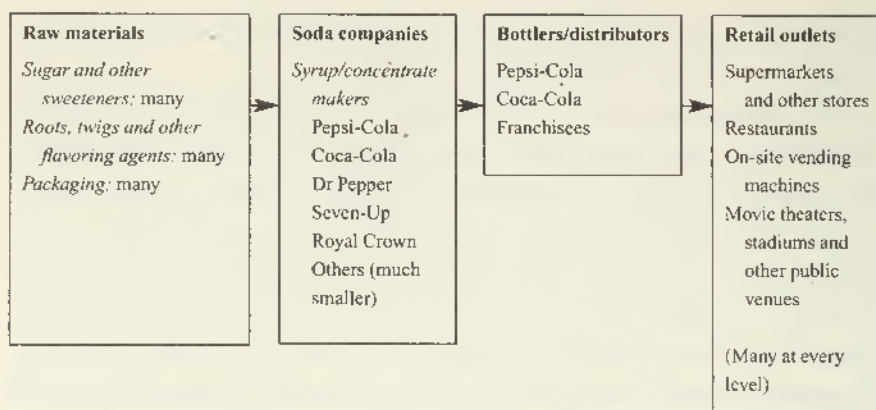 Raw materials
Sugar and other
sweeteners: many
Roots, twigs and other
flavoring agents: many
Packaging: many
Soda companies
Syrup/concentrate
makers
Pepsi-Cola
Coca-Cola
Dr Pepper
Seven-Up
Royal Crown
Others (much
smaller)
Bottlers/distributors
Pepsi-Cola
Coca-Cola
Franchisees
Retail outlets
Supermarkets
and other stores
Restaurants
On-site vending
machines
Movie theaters,
stadiums and
other public
venues
(Many at every
level)